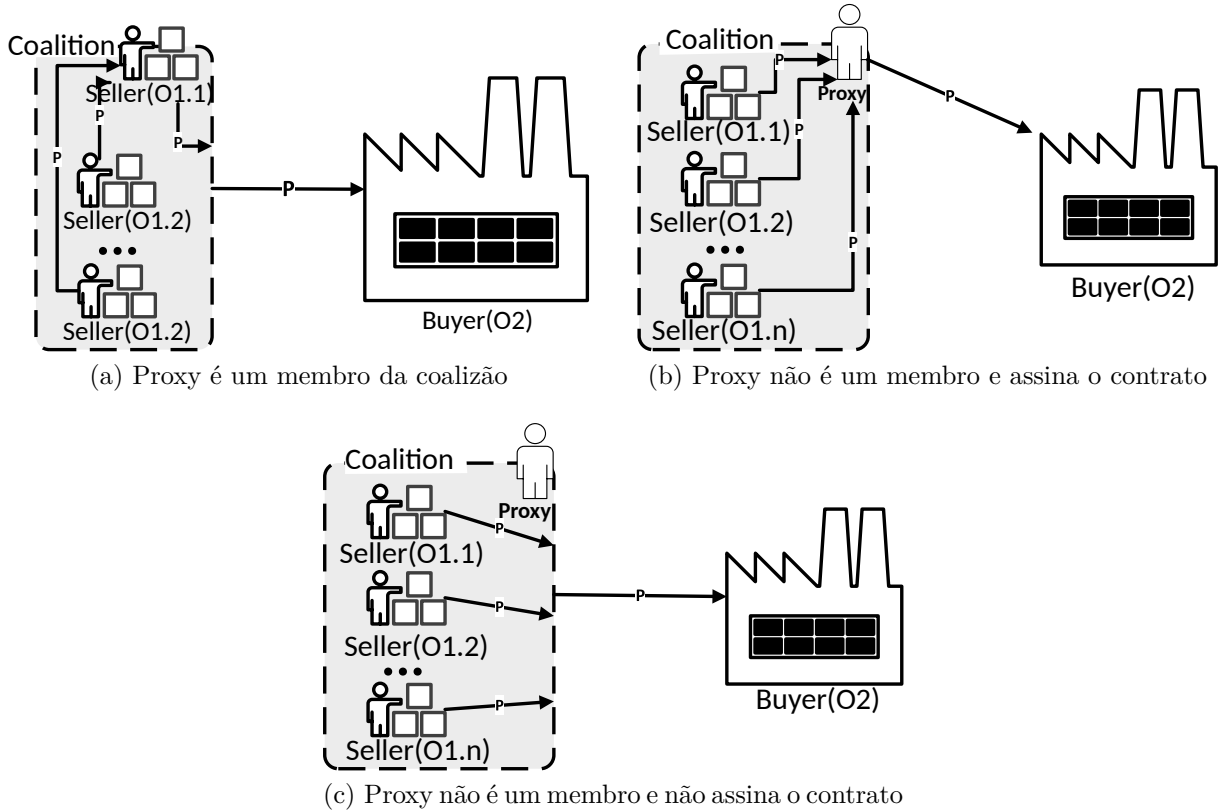 Coalition
Seller(O1.1)
P
P
P
Seller(O1.2)
•••
Seller(O1.2)
P
Buyer(O2)
(a) Proxy é um membro da coalizão
Coalition
P
Proxy
Seller(O1.1)
P
Seller(O1.2)
•••
P
Seller(O1.n)
P
Buyer(O2)
(b) Proxy não é um membro e assina o contrato
Coalition
Proxy
P
Seller(O1.1)
P
Seller(O1.2)
•••
P
Seller(O1.n)
P
Buyer(O2)
(c) Proxy não é um membro e não assina o contrato